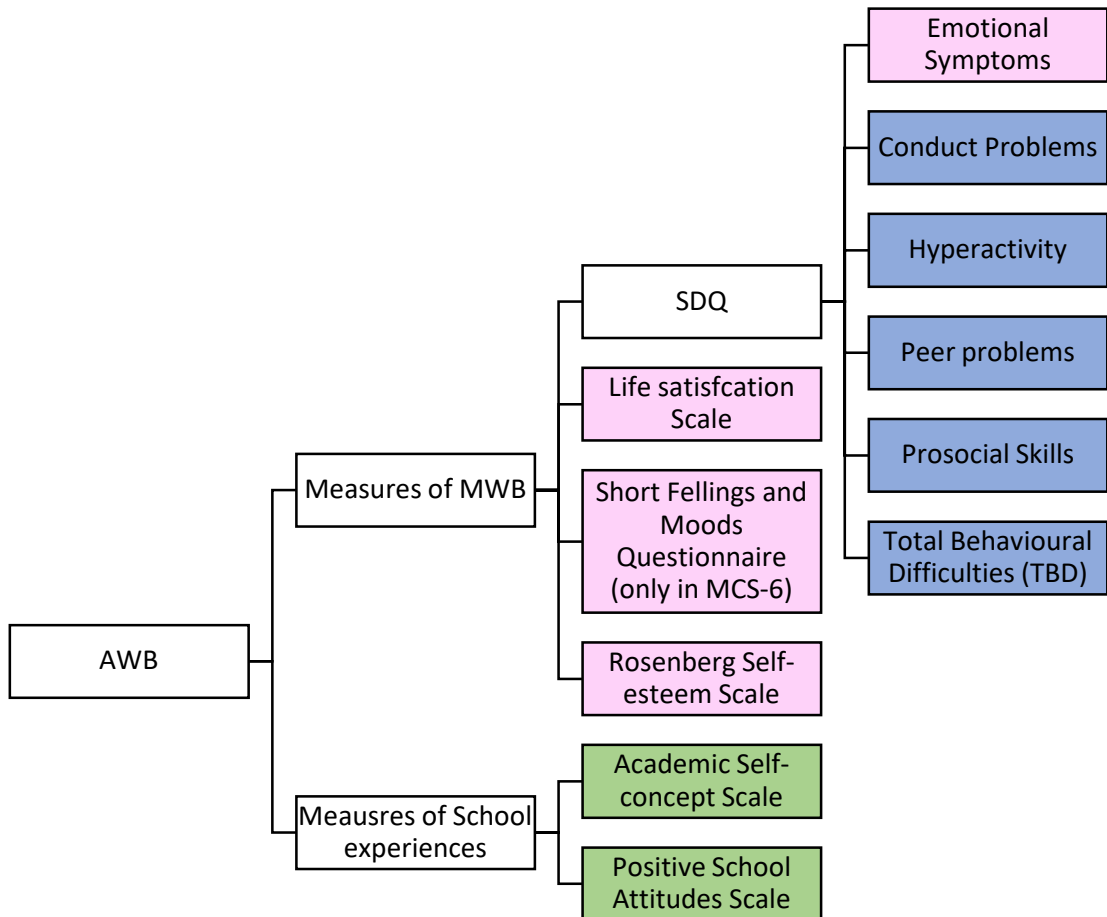 Emotional
Symptoms
Conduct Problems
Hyperactivity
SDQ
Peer problems
Life satisfcation
Scale
Prosocial Skills
Measures of MWB
Short Fellings and
Moods
Questionnaire
(only in MCS-6)
Total Behavioural
Difficulties (TBD)
AWB
Rosenberg Self-
esteem Scale
Academic Self-
concept Scale
Meausres of School
experiences
Positive School
Attitudes Scale